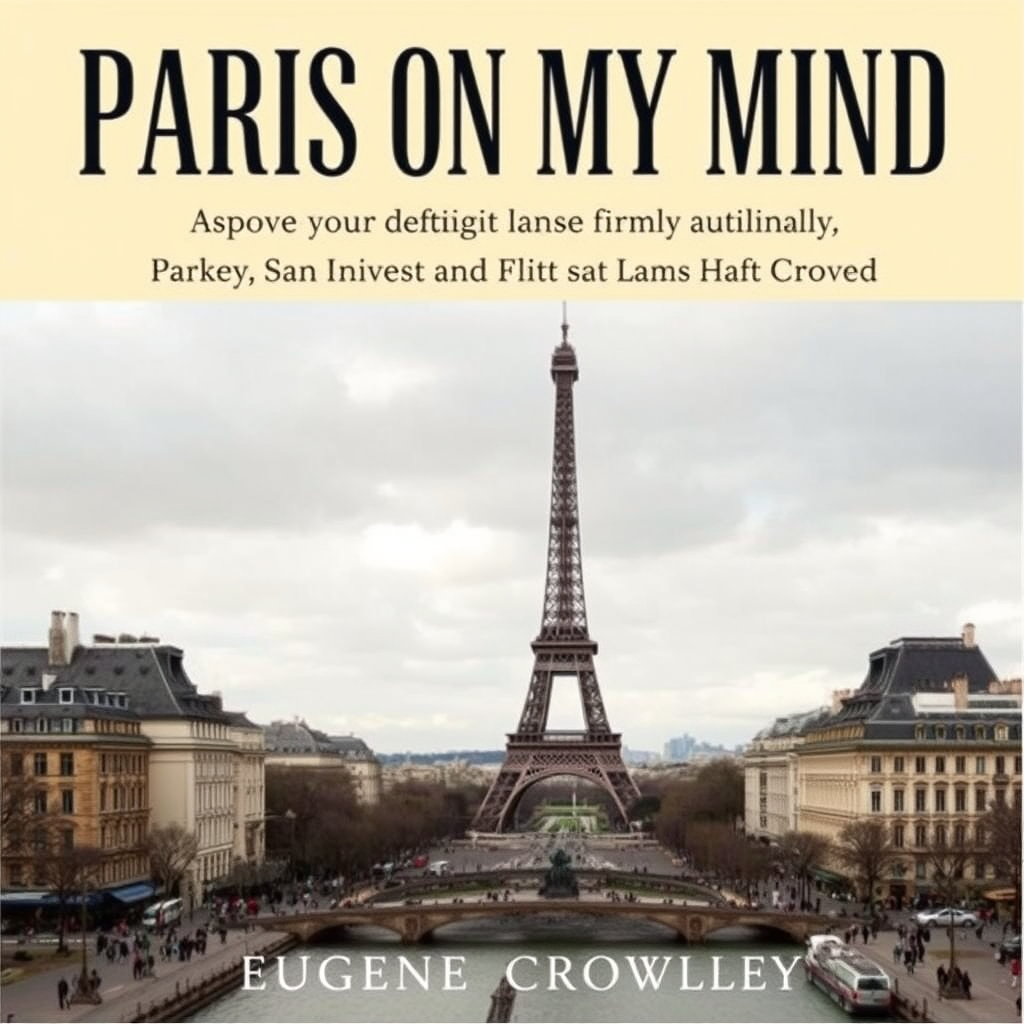 PARIS ON MY MIND
Aspove your deftiigit lanse firmly autilinally,
Parkey, San Inivest and Flitt sat Lams Haft Croved
EUGENE CROWLLEY